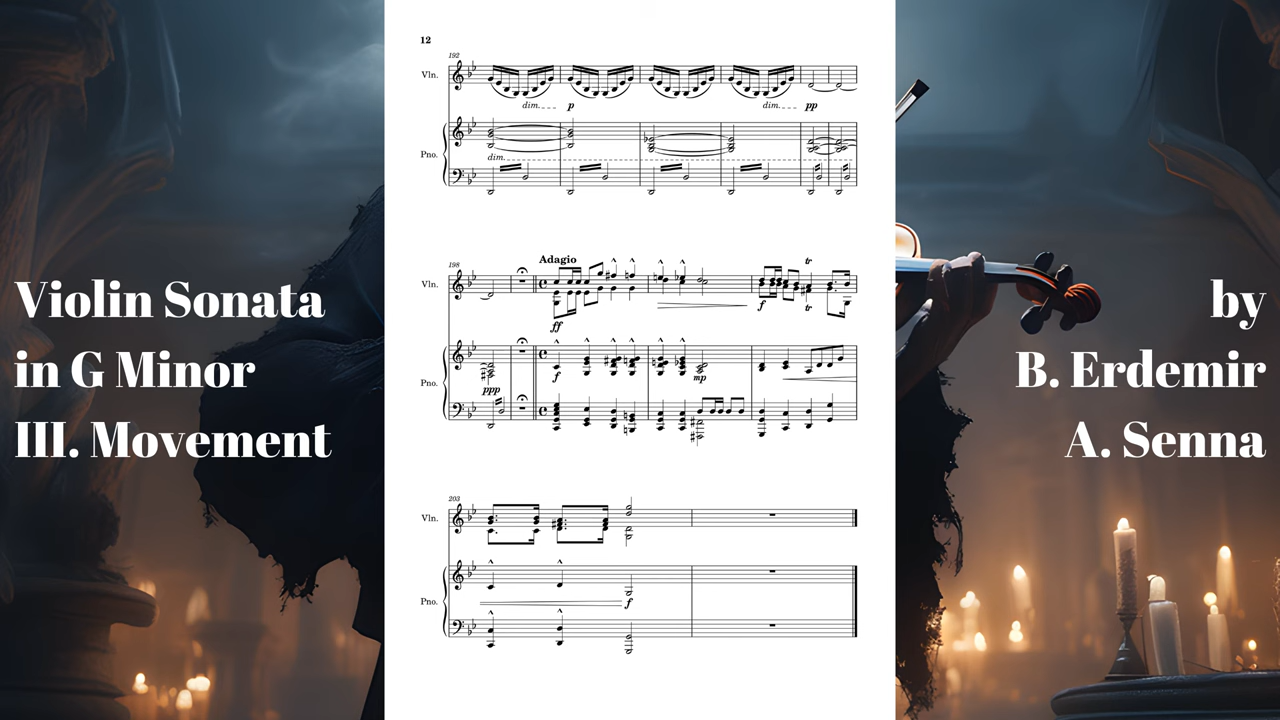 Violin Sonata
in G Minor
III. Movement
12
192
Vln.
dim.
p
dim.
pp
Pno.
dim.
198
Adagio
Vln.
tr
ff
f
tr
Pno.
ppp
f
mp
203
Vln.
Pno.
f
by
B. Erdemir
A. Senna